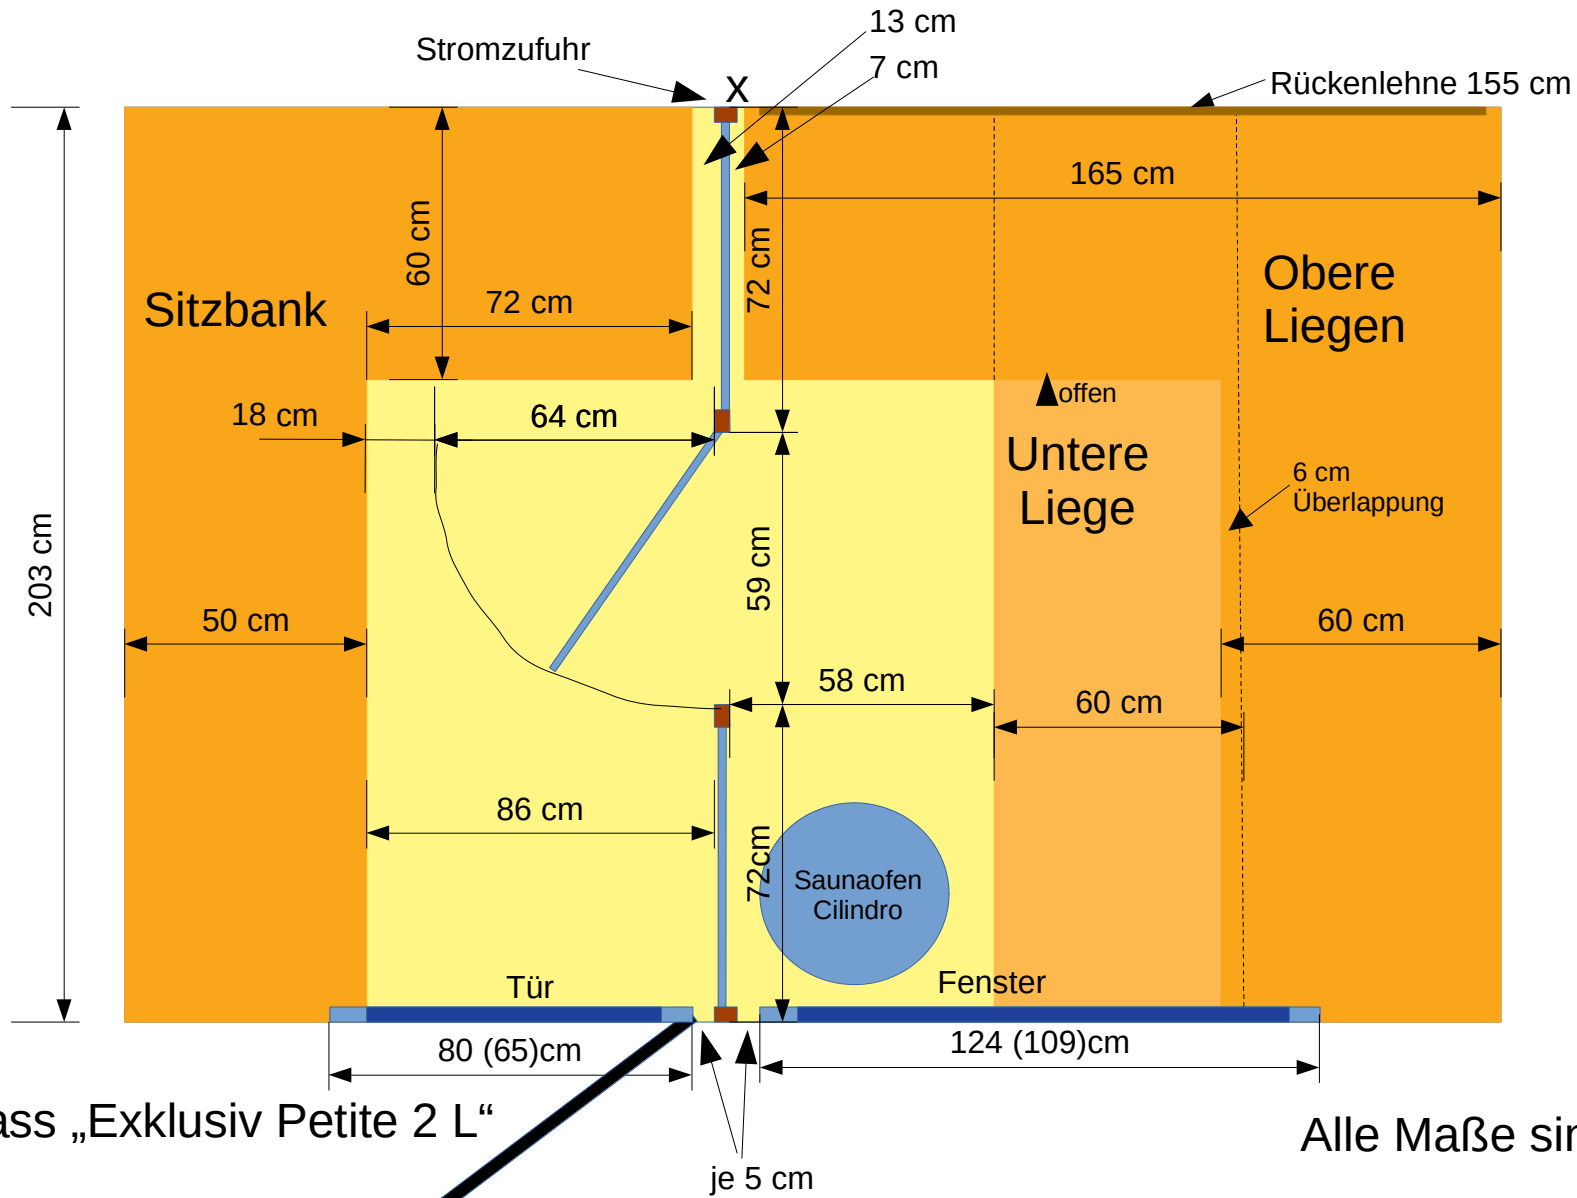 13 cm
Stromzufuhr
7 cm
x
Rückenlehne 155 cm
165 cm
60 cm
72 cm
Obere
Liegen
Sitzbank
72 cm
offen
18 cm
64 cm
Untere
Liege
6 cm
Überlappung
203 cm
59 cm
50 cm
60 cm
58 cm
60 cm
86 cm
72cm
Saunaofen
Cilindro
Tür
Fenster
80 (65)cm
124 (109)cm
ass „Exklusiv Petite 2 L“
Alle Maße sin
je 5 cm